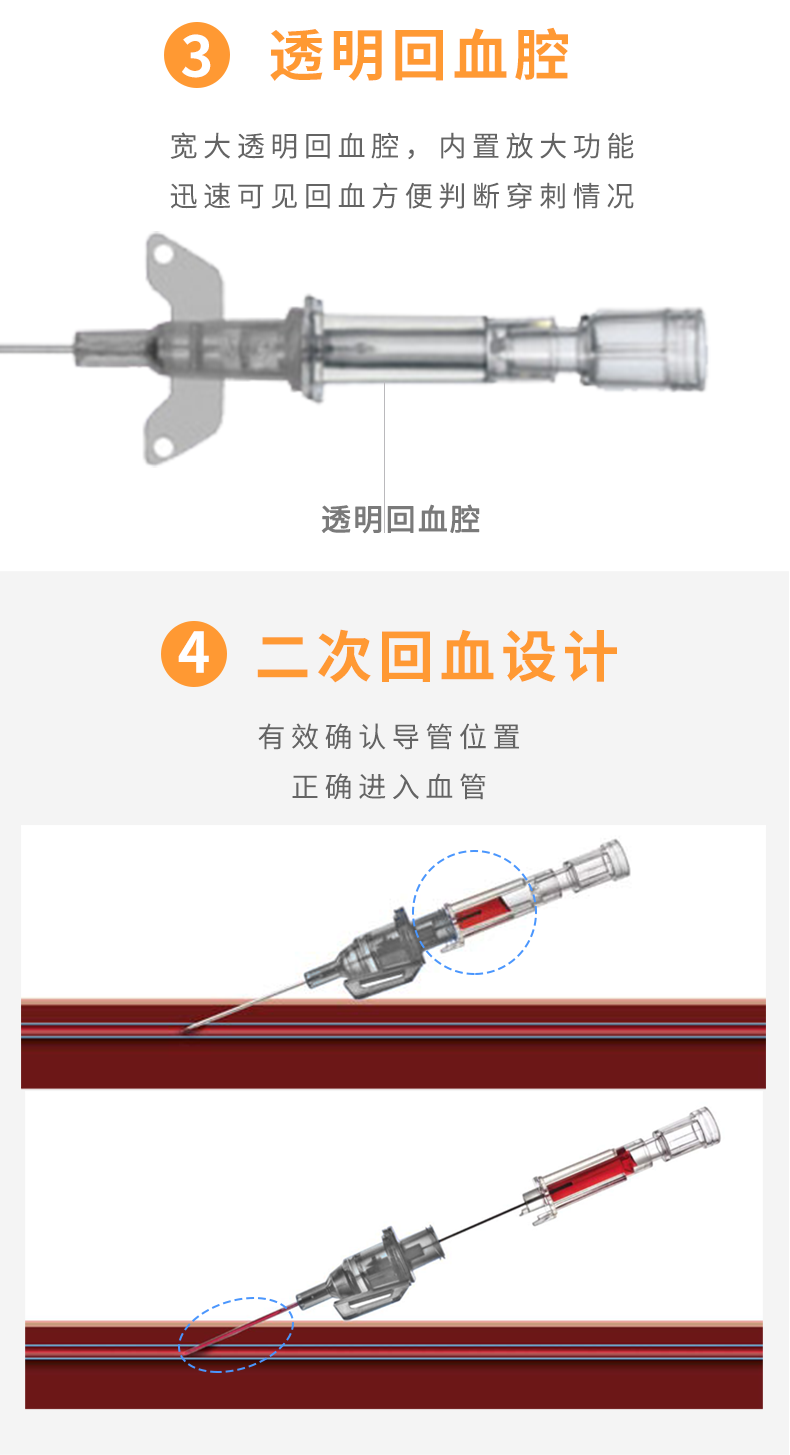 3 透明回血腔
宽大透明回血腔，内置放大功能
迅速可见回血方便判断穿刺情况
透明回血腔
4 二次回血设计
有效确认导管位置
正确进入血管